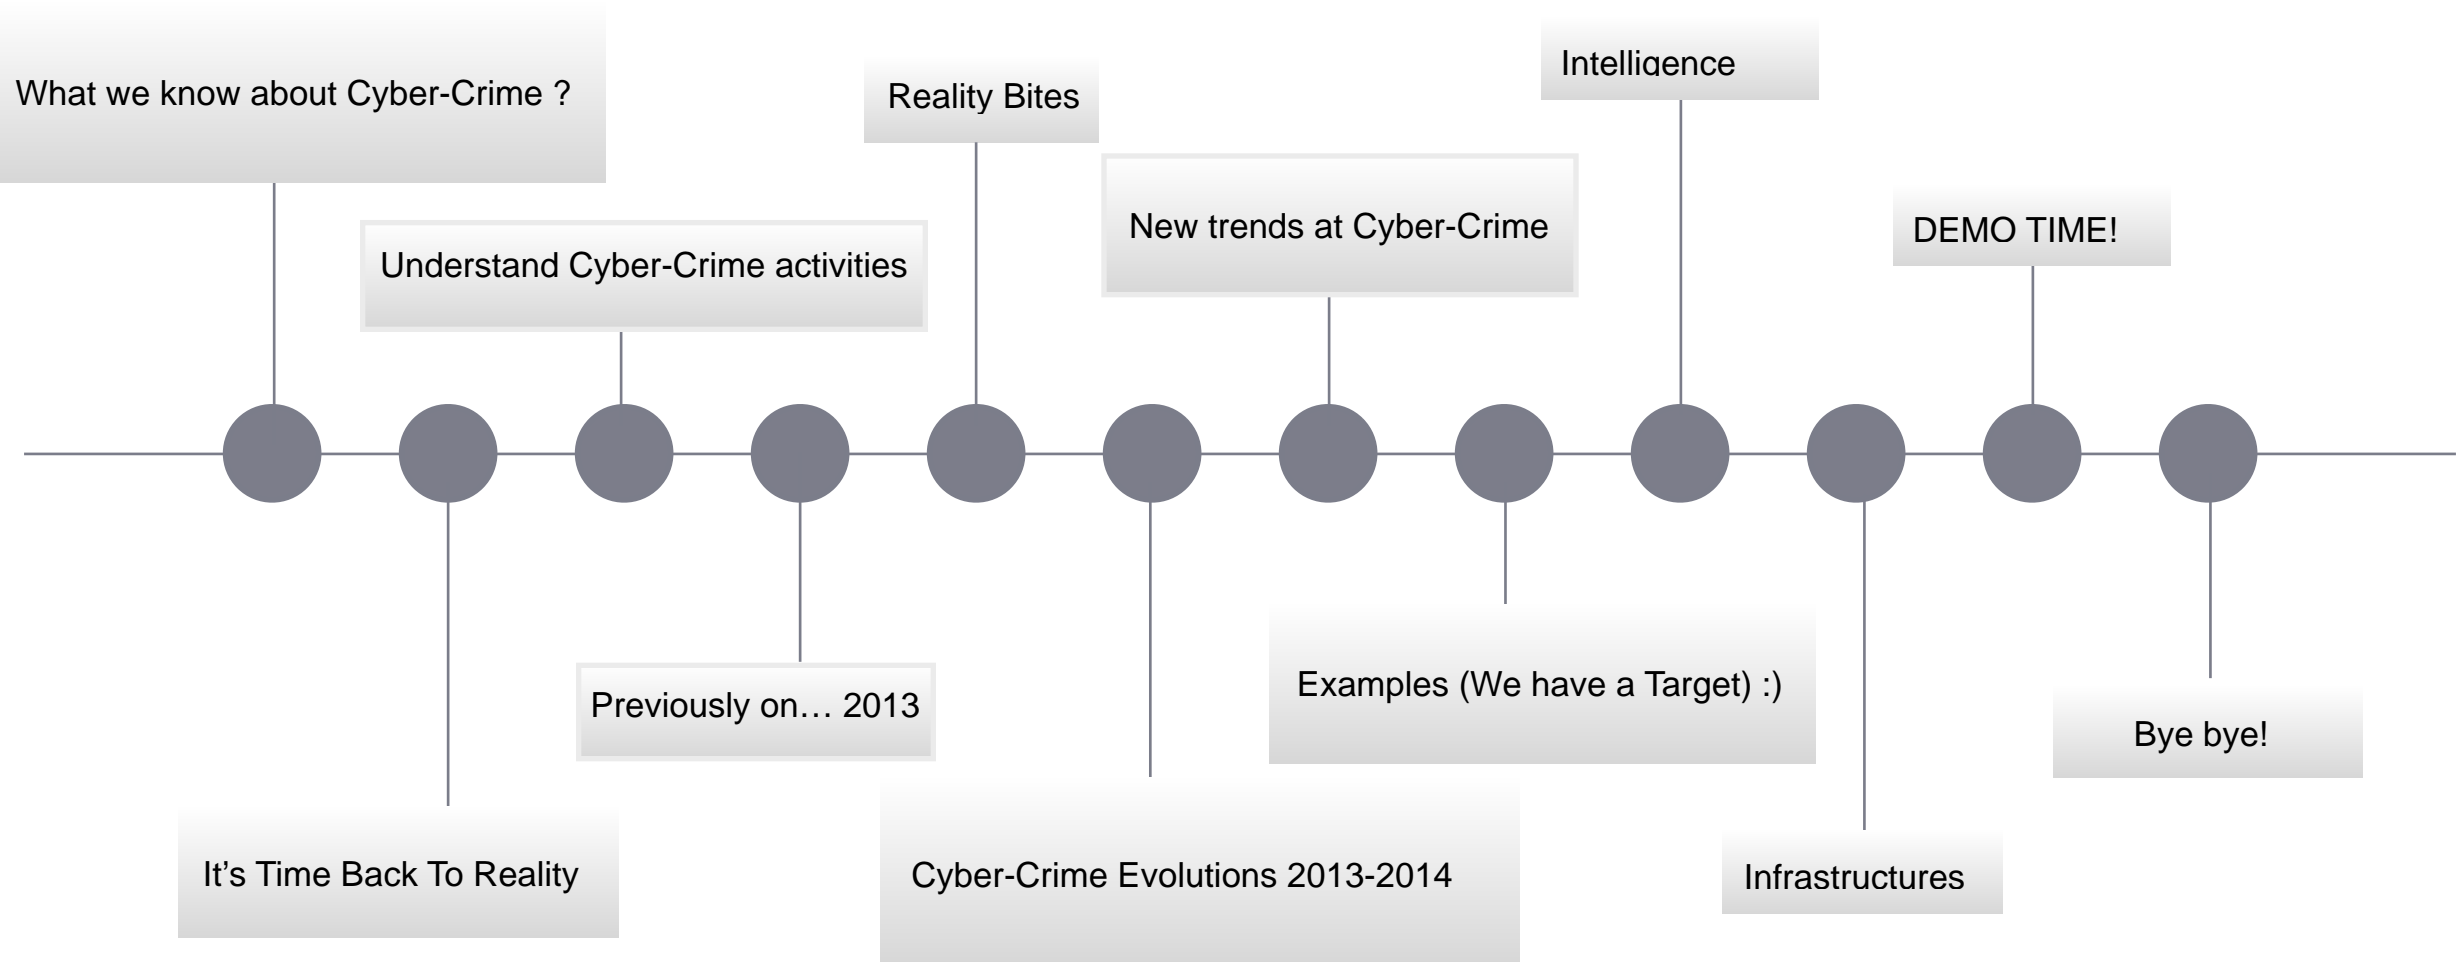 What we know about Cyber-Crime ?
It’s Time Back To Reality
Understand Cyber-Crime activities
Previously on… 2013
Reality Bites
Cyber-Crime Evolutions 2013-2014
New trends at Cyber-Crime
Examples (We have a Target) :)
Intelligence
Infrastructures
DEMO TIME!
Bye bye!